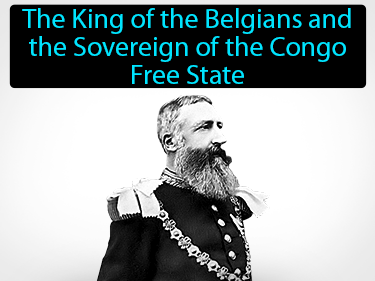 The King of the Belgians and
the Sovereign of the Congo
Free State